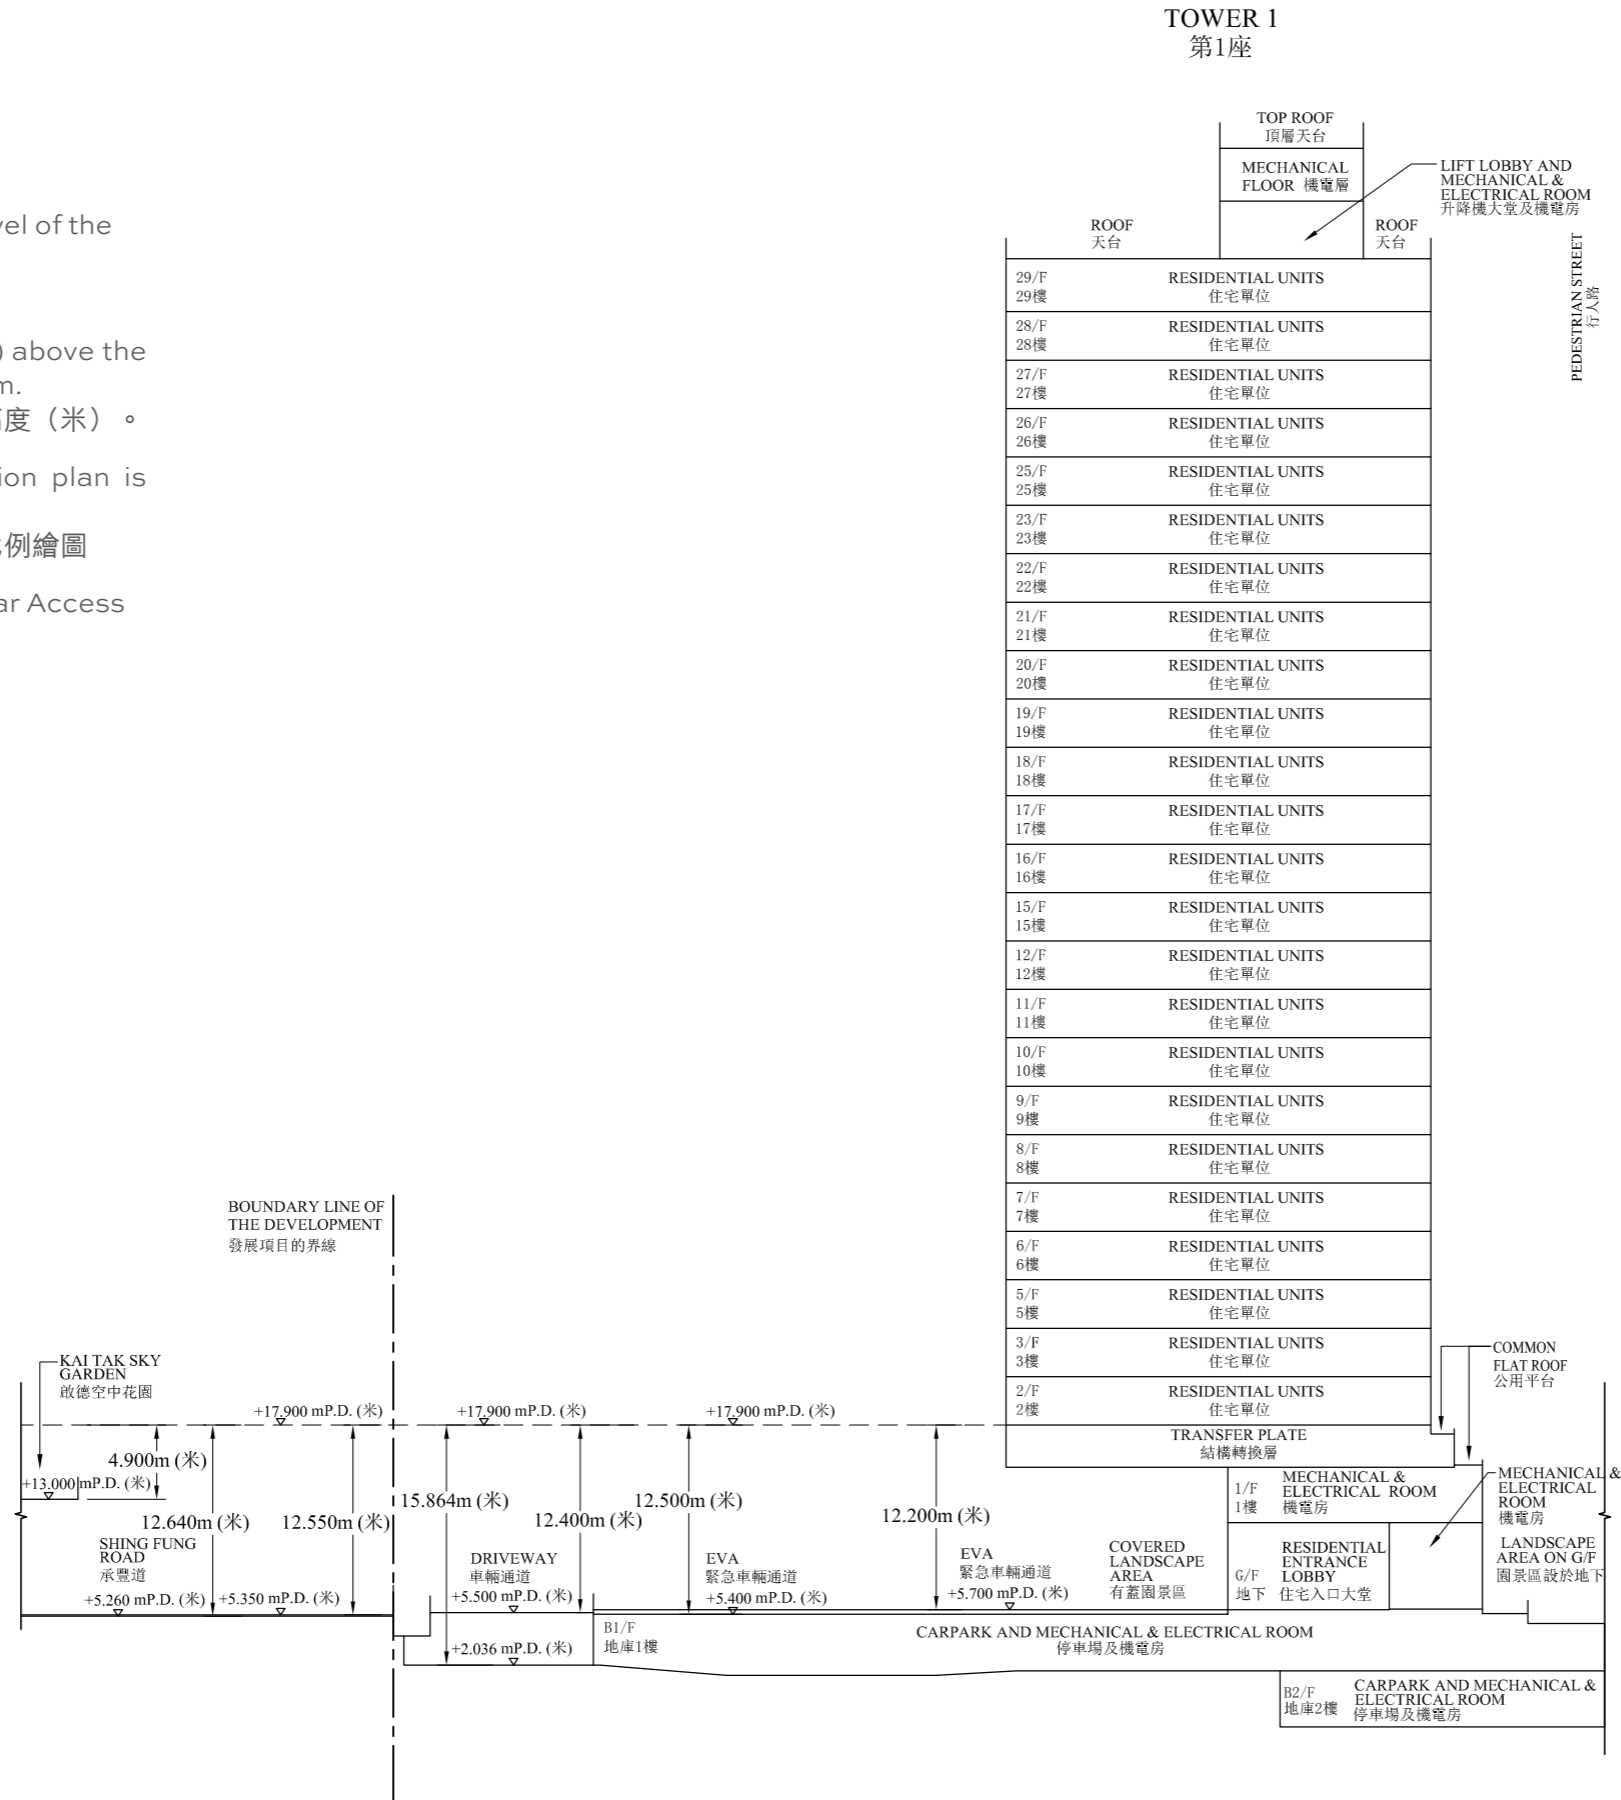 TOWER 1
第1座
TOP ROOF
頂層天台
MECHANICAL
FLOOR 機電層
LIFT LOBBY AND
MECHANICAL &
ELECTRICAL ROOM
升降機大堂及機電房
ROOF
天台
ROOF
天台
PEDESTRIAN STREET
行人路
vel of the
) above the
m.
高度（米）。
ion plan is
比例繪圖
ar Access
29/F RESIDENTIAL UNITS
29樓 住宅單位
28/F RESIDENTIAL UNITS
28樓 住宅單位
27/F RESIDENTIAL UNITS
27樓 住宅單位
26/F RESIDENTIAL UNITS
26樓 住宅單位
25/F RESIDENTIAL UNITS
25樓 住宅單位
23/F RESIDENTIAL UNITS
23樓 住宅單位
22/F RESIDENTIAL UNITS
22樓 住宅單位
21/F RESIDENTIAL UNITS
21樓 住宅單位
20/F RESIDENTIAL UNITS
20樓 住宅單位
19/F RESIDENTIAL UNITS
19樓 住宅單位
18/F RESIDENTIAL UNITS
18樓 住宅單位
17/F RESIDENTIAL UNITS
17樓 住宅單位
16/F RESIDENTIAL UNITS
16樓 住宅單位
15/F RESIDENTIAL UNITS
15樓 住宅單位
12/F RESIDENTIAL UNITS
12樓 住宅單位
11/F RESIDENTIAL UNITS
11樓 住宅單位
10/F RESIDENTIAL UNITS
10樓 住宅單位
9/F RESIDENTIAL UNITS
9樓 住宅單位
8/F RESIDENTIAL UNITS
8樓 住宅單位
7/F RESIDENTIAL UNITS
7樓 住宅單位
6/F RESIDENTIAL UNITS
6樓 住宅單位
5/F RESIDENTIAL UNITS
5樓 住宅單位
3/F RESIDENTIAL UNITS
3樓 住宅單位
2/F RESIDENTIAL UNITS
2樓 住宅單位
TRANSFER PLATE
結構轉換層
COMMON
FLAT ROOF
公用平台
BOUNDARY LINE OF
THE DEVELOPMENT
發展項目的界線
KAI TAK SKY
GARDEN
啟德空中花園
+17.900 mP.D. (米)
+17.900 mP.D. (米)
+17.900 mP.D. (米)
4.900m (米)
+13.000 mP.D. (米)
12.640m (米)
12.550m (米)
15.864m (米)
12.400m (米)
12.500m (米)
12.200m (米)
SHING FUNG
ROAD
承豐道
+5.260 mP.D. (米)
+5.350 mP.D. (米)
DRIVEWAY
車輛通道
+5.500 mP.D. (米)
EVA
緊急車輛通道
+5.400 mP.D. (米)
EVA
緊急車輛通道
+5.700 mP.D. (米)
COVERED
LANDSCAPE
AREA
有蓋園景區
1/F
1樓
MECHANICAL &
ELECTRICAL ROOM
機電房
G/F
地下
RESIDENTIAL
ENTRANCE
LOBBY
住宅入口大堂
MECHANICAL &
ELECTRICAL
ROOM
機電房
LANDSCAPE
AREA ON G/F
園景區設於地下
B1/F
地庫1樓
+2.036 mP.D. (米)
CARPARK AND MECHANICAL & ELECTRICAL ROOM
停車場及機電房
B2/F
地庫2樓
CARPARK AND MECHANICAL &
ELECTRICAL ROOM
停車場及機電房